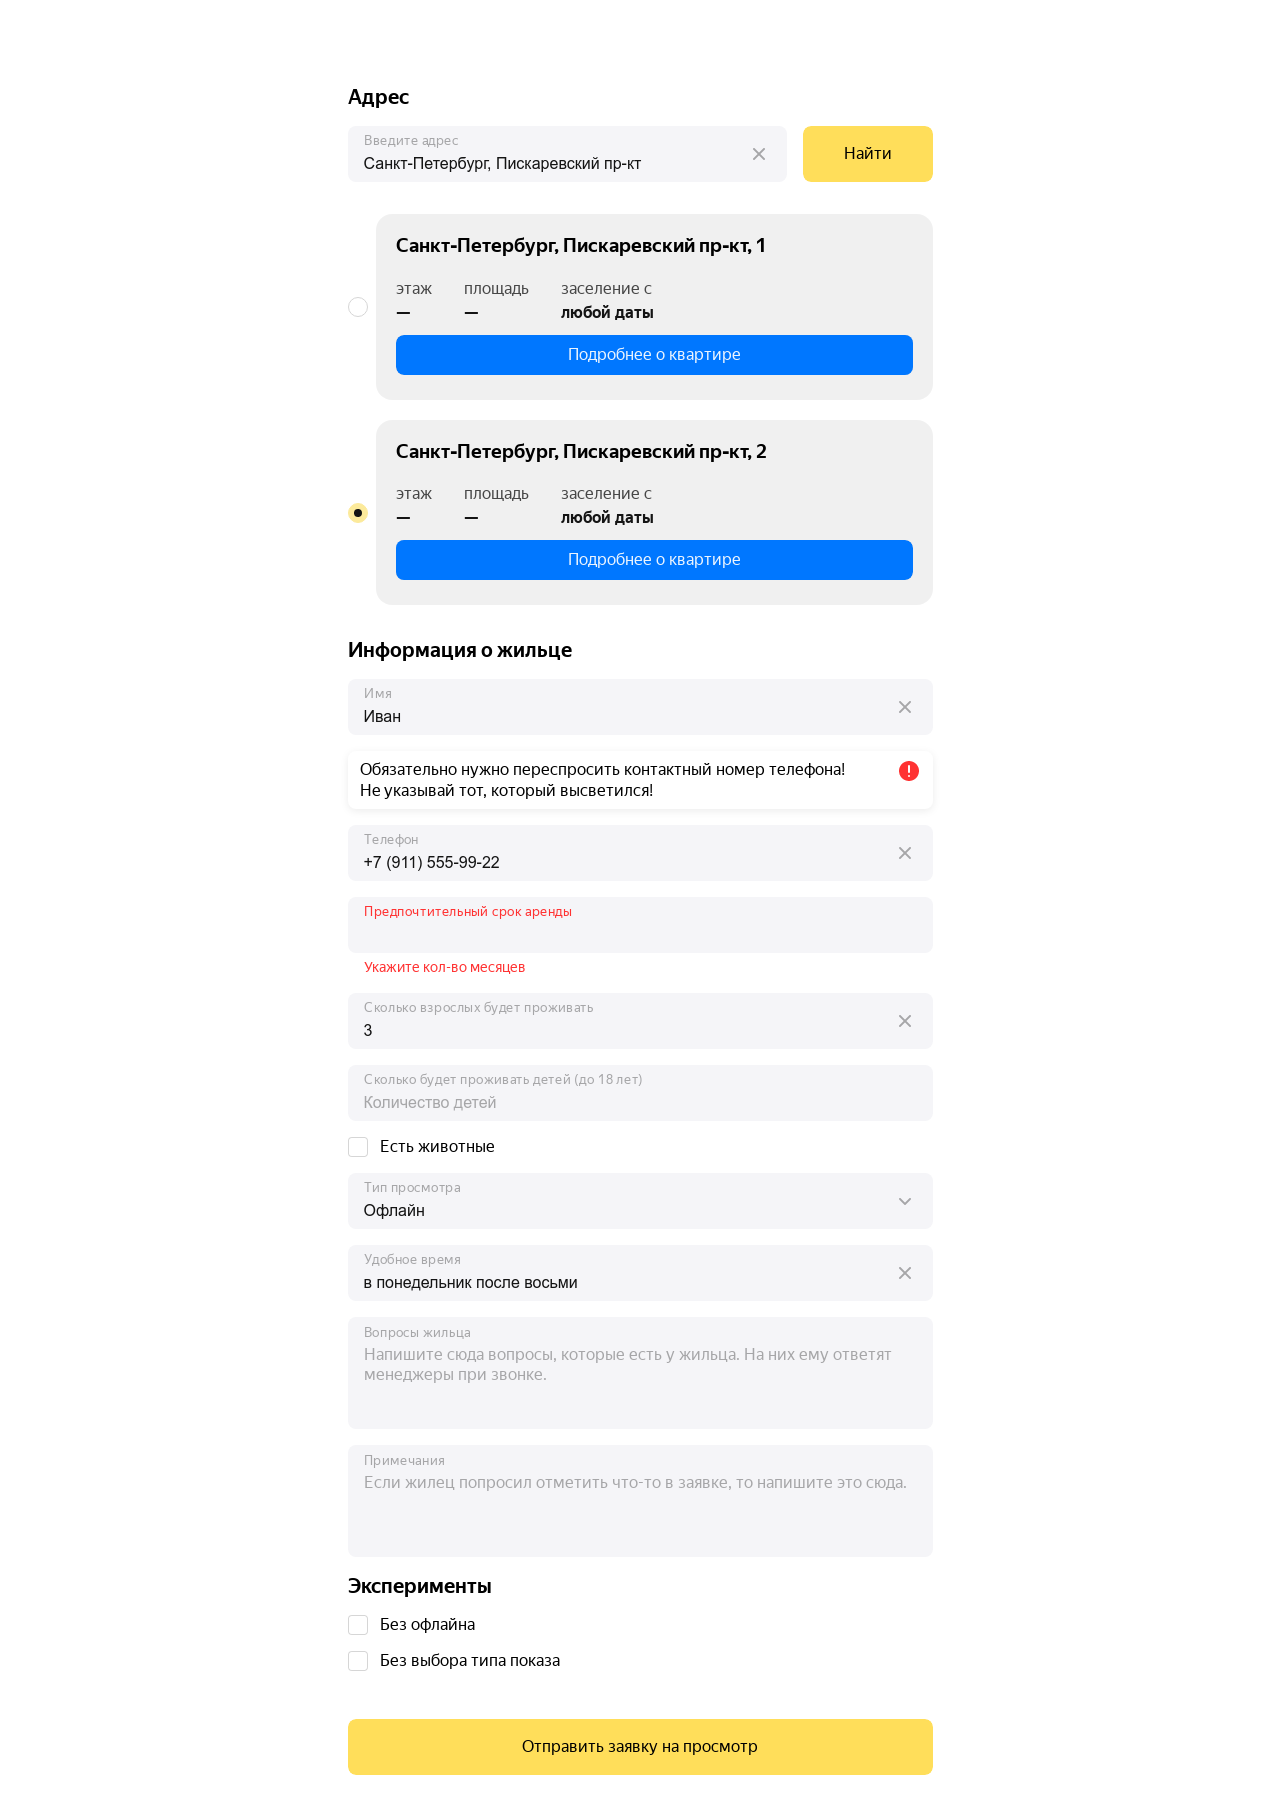 Адрес
Введите адрес
Санкт-Петербург, Пискаревский пр-кт
Найти
Санкт-Петербург, Пискаревский пр-кт, 1
этаж площадь заселение с
— — любой даты
Подробнее о квартире
Санкт-Петербург, Пискаревский пр-кт, 2
этаж площадь заселение с
— — любой даты
Подробнее о квартире
Информация о жильце
Имя
Иван
Обязательно нужно переспросить контактный номер телефона!
Не указывай тот, который высветился!
Телефон
+7 (911) 555-99-22
Предпочтительный срок аренды
Укажите кол-во месяцев
Сколько взрослых будет проживать
3
Сколько будет проживать детей (до 18 лет)
Количество детей
Есть животные
Тип просмотра
Офлайн
Удобное время
в понедельник после восьми
Вопросы жильца
Напишите сюда вопросы, которые есть у жильца. На них ему ответят
менеджеры при звонке.
Примечания
Если жилец попросил отметить что-то в заявке, то напишите это сюда.
Эксперименты
Без офлайна
Без выбора типа показа
Отправить заявку на просмотр